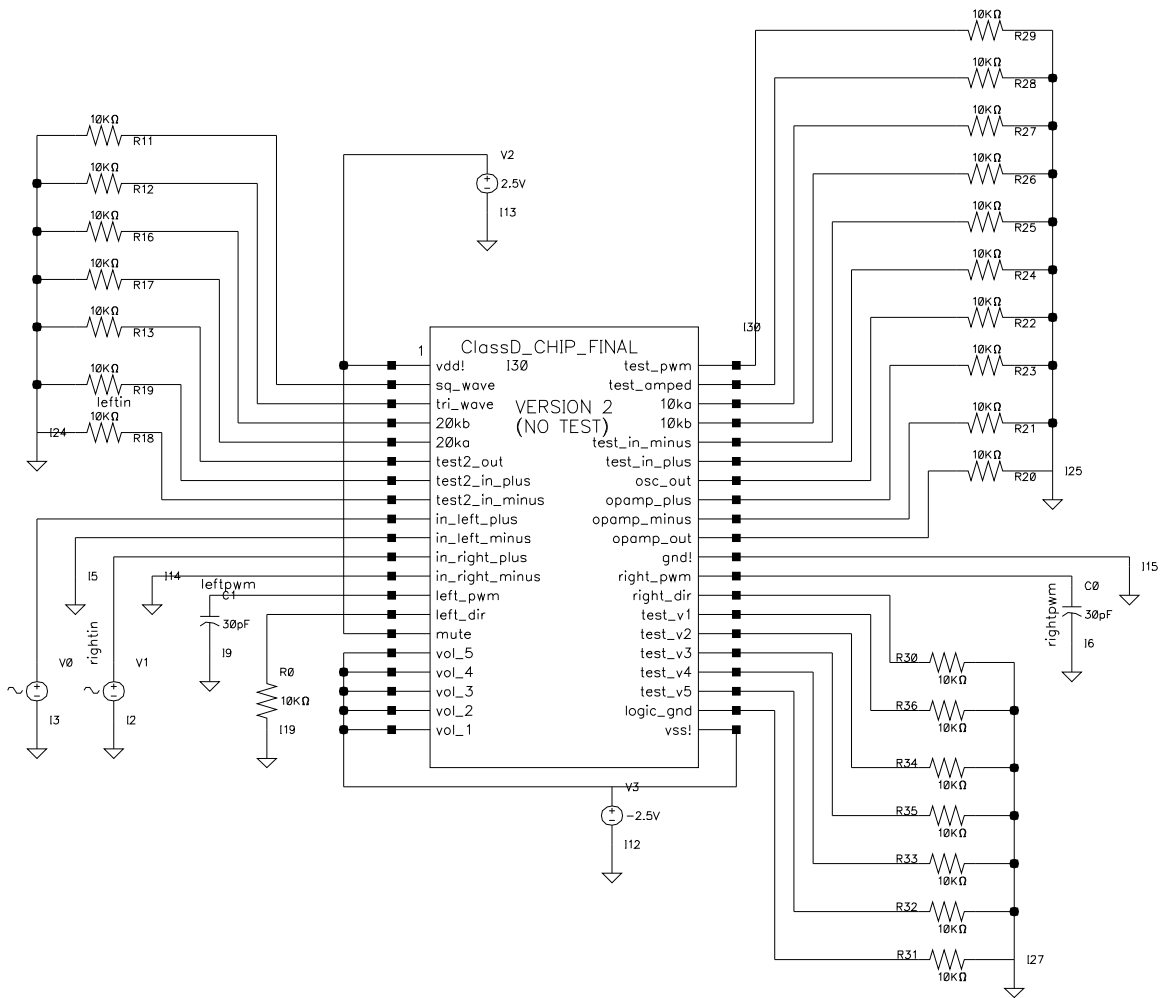 10KΩ
R29
10KΩ
R28
10KΩ
R27
10KΩ
R26
10KΩ
R25
10KΩ
R24
10KΩ
R22
10KΩ
R23
10KΩ
R21
10KΩ
R20
I25
10KΩ
R11
10KΩ
R12
10KΩ
R16
10KΩ
R17
10KΩ
R13
10KΩ
R19
leftin
10KΩ
R18
I24
V2
2.5V
I13
I30
1
ClassD_CHIP_FINAL
I30
VERSION 2
(NO TEST)
vdd!
sq_wave
tri_wave
20kb
20ka
test2_out
test2_in_plus
test2_in_minus
in_left_plus
in_left_minus
in_right_plus
in_right_minus
left_pwm
left_dir
mute
vol_5
vol_4
vol_3
vol_2
vol_1
test_pwm
test_amped
10ka
10kb
test_in_minus
test_in_plus
osc_out
opamp_plus
opamp_minus
opamp_out
gnd!
right_pwm
right_dir
test_v1
test_v2
test_v3
test_v4
test_v5
logic_gnd
vss!
I5
I14
leftpwm
C1
30pF
I9
rightin
V0
I3
V1
I2
R0
10KΩ
I19
V3
-2.5V
I12
I15
rightpwm
C0
30pF
I6
R30
10KΩ
R36
10KΩ
R34
10KΩ
R35
10KΩ
R33
10KΩ
R32
10KΩ
R31
10KΩ
I27